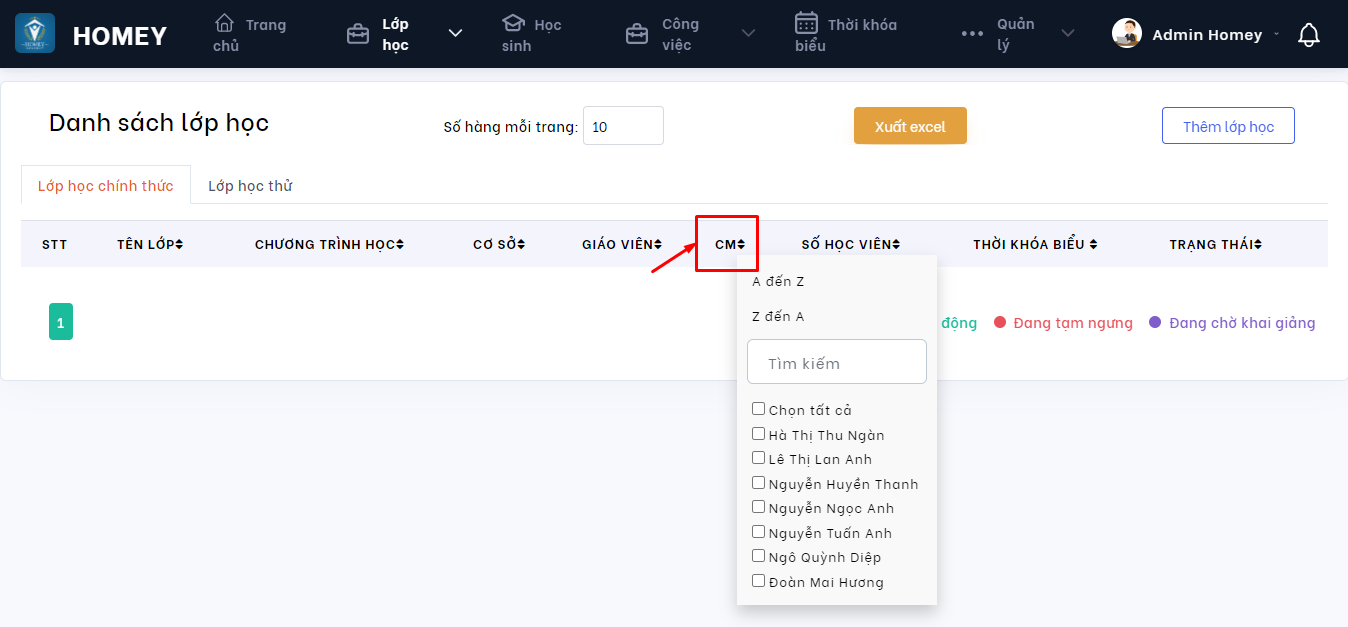 HOMEY
HOMEY
Trang chủ
Lớp học
Học sinh
Công việc
Thời khóa biểu
Quản lý
Admin Homey
Danh sách lớp học
Số hàng mỗi trang: 10
Xuất excel
Thêm lớp học
Lớp học chính thức
Lớp học thử
STT TÊN LỚP CHƯƠNG TRÌNH HỌC CƠ SỞ GIÁO VIÊN CM SỐ HỌC VIÊN THỜI KHÓA BIỂU TRẠNG THÁI
1
động Đang tạm ngưng Đang chờ khai giảng
A đến Z
Z đến A
Tìm kiếm
Chọn tất cả
Hà Thị Thu Ngàn
Lê Thị Lan Anh
Nguyễn Huyền Thanh
Nguyễn Ngọc Anh
Nguyễn Tuấn Anh
Ngô Quỳnh Diệp
Đoàn Mai Hương